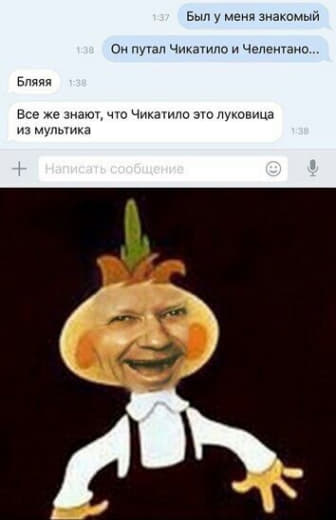 1:37 Был у меня знакомый
1:38 Он путал Чикатило и Челентано...
Бляяя 1:38
Все же знают, что Чикатило это луковица
из мультика 1:38
Написать сообщение